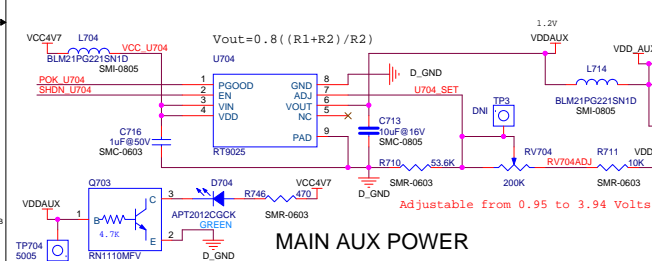 Vout=0.8((R1+R2)/R2)
1.2V
VCC4V7
L704
VCC_U704
BLM21PG221SN1D
SMI-0805
U704
VDDAUX
VDD_AUX
L714
BLM21PG221SN1D
SMI-0805
POK_U704
SHDN_U704
1 PGOOD GND 8
2 EN ADJ 7
3 VIN VOUT 6
4 VDD NC 5
PAD 9
RT9025
D_GND
U704_SET
DNI
TP3
C713
10uF@16V
SMC-0805
C716
1uF@50V
SMC-0603
R710
53.6K
SMR-0603
D_GND
RV704
200K
RV704ADJ
R711
10K
SMR-0603
VDD
Adjustable from 0.95 to 3.94 Volts
VDDAUX
Q703
1 B
4.7K
C 3
E 2
RN1110MFV
TP704
5005
D704
APT2012CGCK
GREEN
D_GND
R746
470
SMR-0603
VCC4V7
MAIN AUX POWER